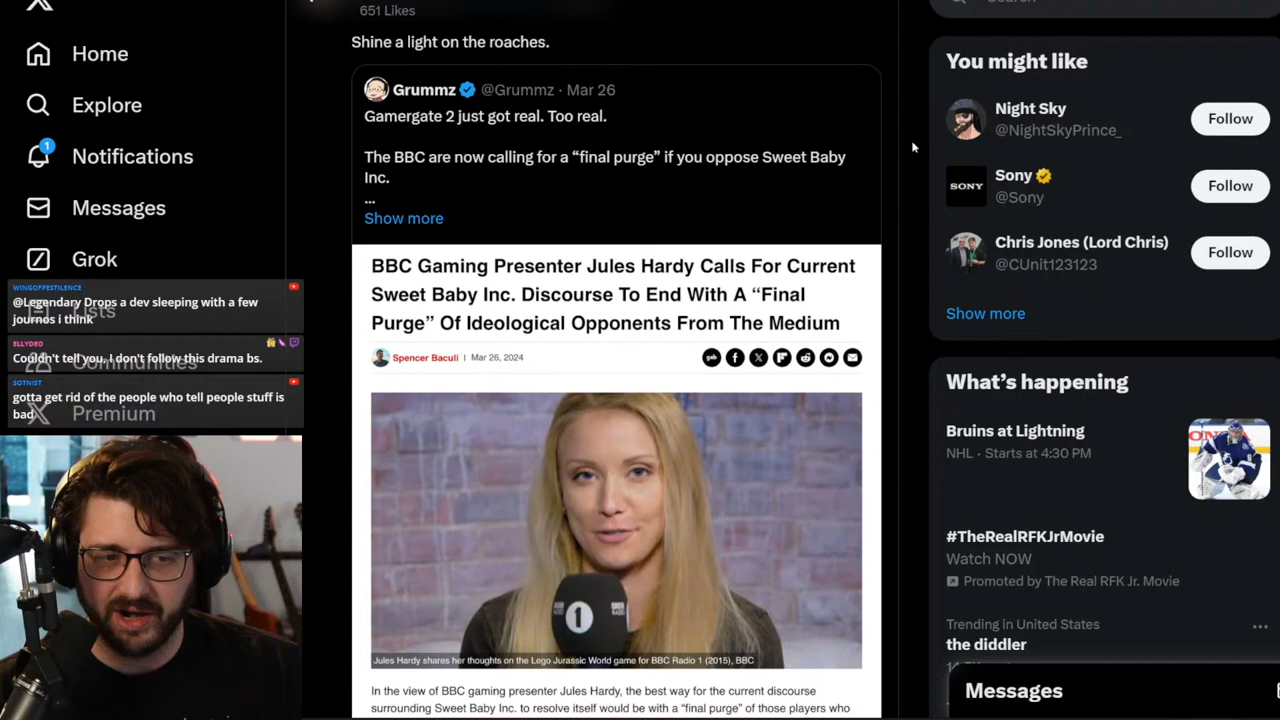 Home
Explore
1
Notifications
Messages
Grok
Lists
Communities
Premium
WINGOFPESTILENCE
@Legendary Drops a dev sleeping with a few
journos i think
ELLYDEO
Couldn't tell you, I don't follow this drama bs.
SOTNIST
gotta get rid of the people who tell people stuff is
bad
651 Likes
Shine a light on the roaches.
Grummz @Grummz · Mar 26
Gamergate 2 just got real. Too real.
The BBC are now calling for a “final purge” if you oppose Sweet Baby
Inc.
...
Show more
BBC Gaming Presenter Jules Hardy Calls For Current
Sweet Baby Inc. Discourse To End With A “Final
Purge” Of Ideological Opponents From The Medium
Spencer Baculi | Mar 26, 2024
1
Jules Hardy shares her thoughts on the Lego Jurassic World game for BBC Radio 1 (2015), BBC
In the view of BBC gaming presenter Jules Hardy, the best way for the current discourse
surrounding Sweet Baby Inc. to resolve itself would be with a “final purge” of those players who
Search
You might like
Night Sky
@NightSkyPrince_
Follow
SONY
Sony
@Sony
Follow
Chris Jones (Lord Chris)
@CUnit123123
Follow
Show more
What’s happening
Bruins at Lightning
NHL · Starts at 4:30 PM
#TheRealRFKJrMovie
Watch NOW
Promoted by The Real RFK Jr. Movie
Trending in United States
the diddler
Messages